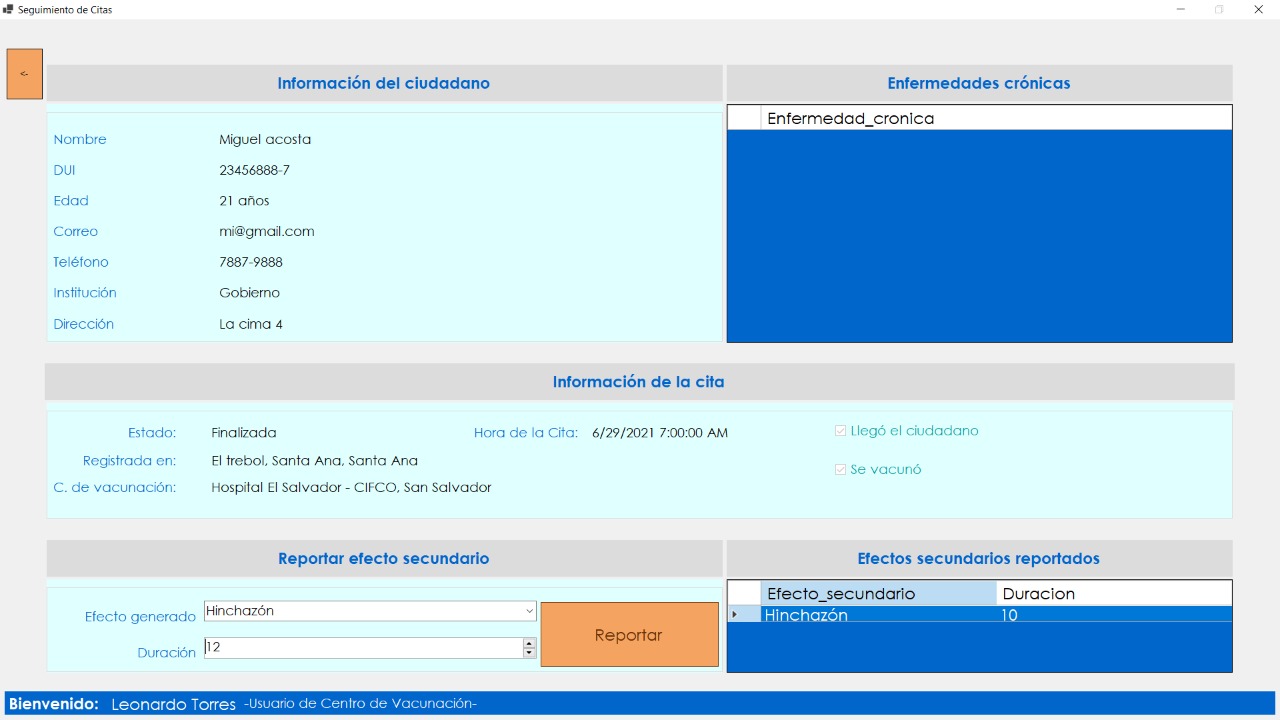 Seguimiento de Citas
<-
Información del ciudadano
Nombre Miguel acosta
DUI 23456888-7
Edad 21 años
Correo mi@gmail.com
Teléfono 7887-9888
Institución Gobierno
Dirección La cima 4
Enfermedades crónicas
Enfermedad_cronica
Información de la cita
Estado: Finalizada Hora de la Cita: 6/29/2021 7:00:00 AM
Registrada en: El trebol, Santa Ana, Santa Ana
C. de vacunación: Hospital El Salvador - CIFCO, San Salvador
Llegó el ciudadano
Se vacunó
Reportar efecto secundario
Efecto generado Hinchazón
Duración 12
Reportar
Efectos secundarios reportados
Efecto_secundario Duracion
Hinchazón 10
Bienvenido: Leonardo Torres -Usuario de Centro de Vacunación-